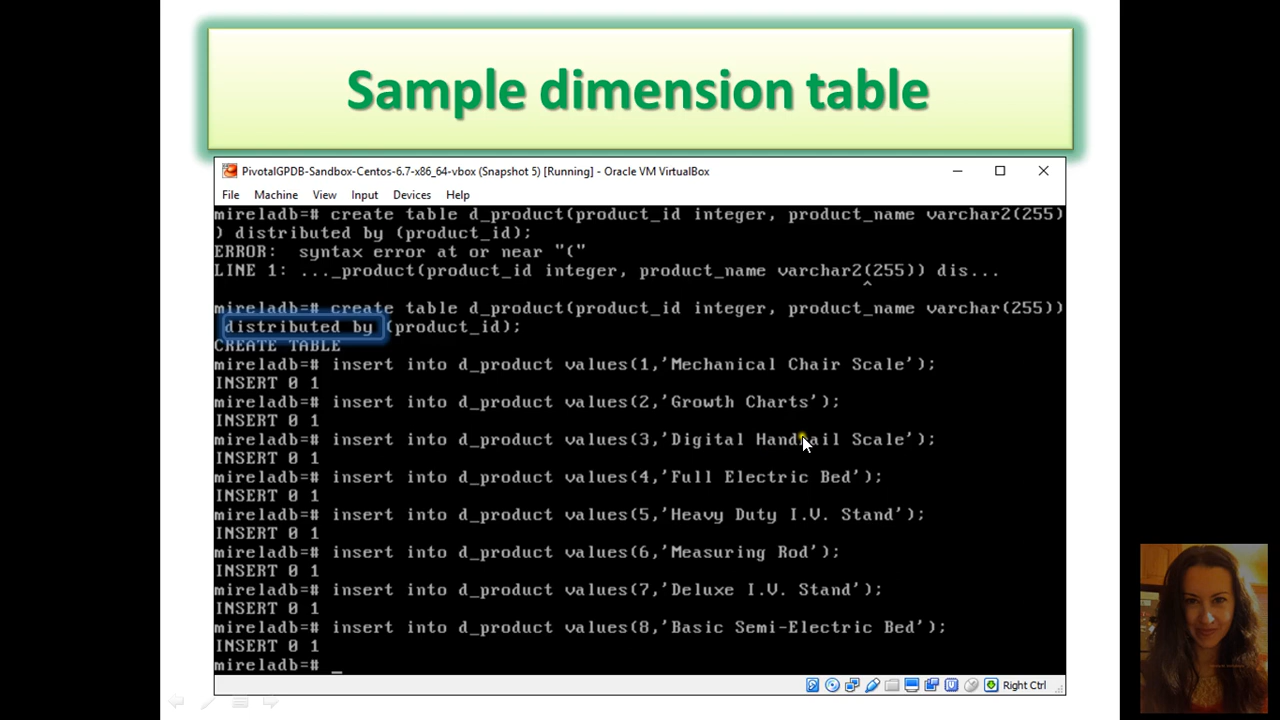 Sample dimension table
PivotalGPDB-Sandbox-Centos-6.7-x86_64-vbox (Snapshot 5) [Running] - Oracle VM VirtualBox
File Machine View Input Devices Help
mireladb=# create table d_product(product_id integer, product_name varchar2(255)
) distributed by (product_id);
ERROR:  syntax error at or near "("
LINE 1: ..._product(product_id integer, product_name varchar2(255)) dis...
^
mireladb=# create table d_product(product_id integer, product_name varchar(255))
distributed by (product_id);
CREATE TABLE
mireladb=# insert into d_product values(1,'Mechanical Chair Scale');
INSERT 0 1
mireladb=# insert into d_product values(2,'Growth Charts');
INSERT 0 1
mireladb=# insert into d_product values(3,'Digital Handrail Scale');
INSERT 0 1
mireladb=# insert into d_product values(4,'Full Electric Bed');
INSERT 0 1
mireladb=# insert into d_product values(5,'Heavy Duty I.V. Stand');
INSERT 0 1
mireladb=# insert into d_product values(6,'Measuring Rod');
INSERT 0 1
mireladb=# insert into d_product values(7,'Deluxe I.V. Stand');
INSERT 0 1
mireladb=# insert into d_product values(8,'Basic Semi-Electric Bed');
INSERT 0 1
mireladb=# _
Right Ctrl